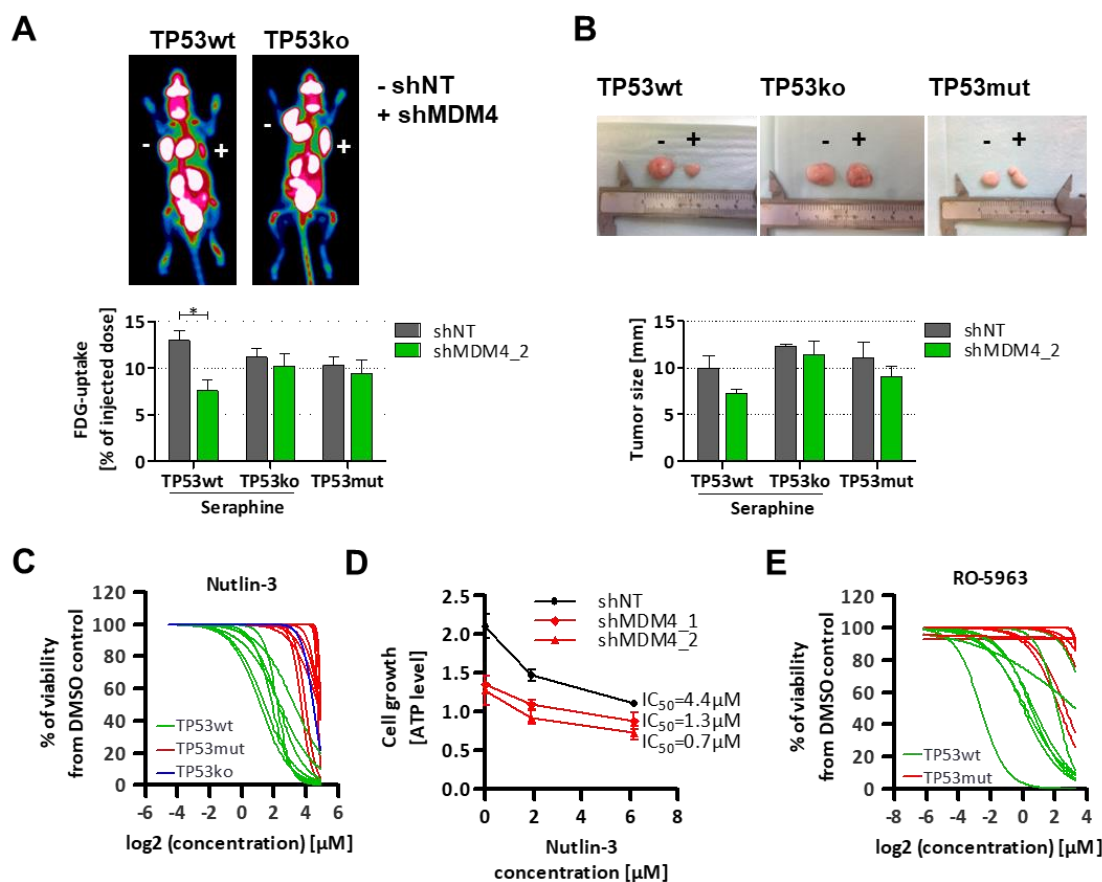 A
TP53wt
TP53ko
- shNT
+ shMDM4
-
+
-
+
FDG-uptake
[% of injected dose]
15
10
5
0
*
shNT
shMDM4_2
TP53wt TP53ko TP53mut
Seraphine
B
TP53wt
TP53ko
TP53mut
- +
- +
- +
Tumor size [mm]
15
10
5
0
shNT
shMDM4_2
TP53wt TP53ko TP53mut
Seraphine
C
Nutlin-3
% of viability
from DMSO control
120
100
80
60
40
20
0
TP53wt
TP53mut
TP53ko
-6 -4 -2 0 2 4 6
log2 (concentration) [µM]
D
Cell growth
[ATP level]
2.5
2.0
1.5
1.0
0.5
0.0
shNT
shMDM4_1
shMDM4_2
IC50=4.4µM
IC50=1.3µM
IC50=0.7µM
0 2 4 6 8
Nutlin-3
concentration [µM]
E
RO-5963
% of viability
from DMSO control
120
100
80
60
40
20
0
TP53wt
TP53mut
-8 -6 -4 -2 0 2 4
log2 (concentration) [µM]